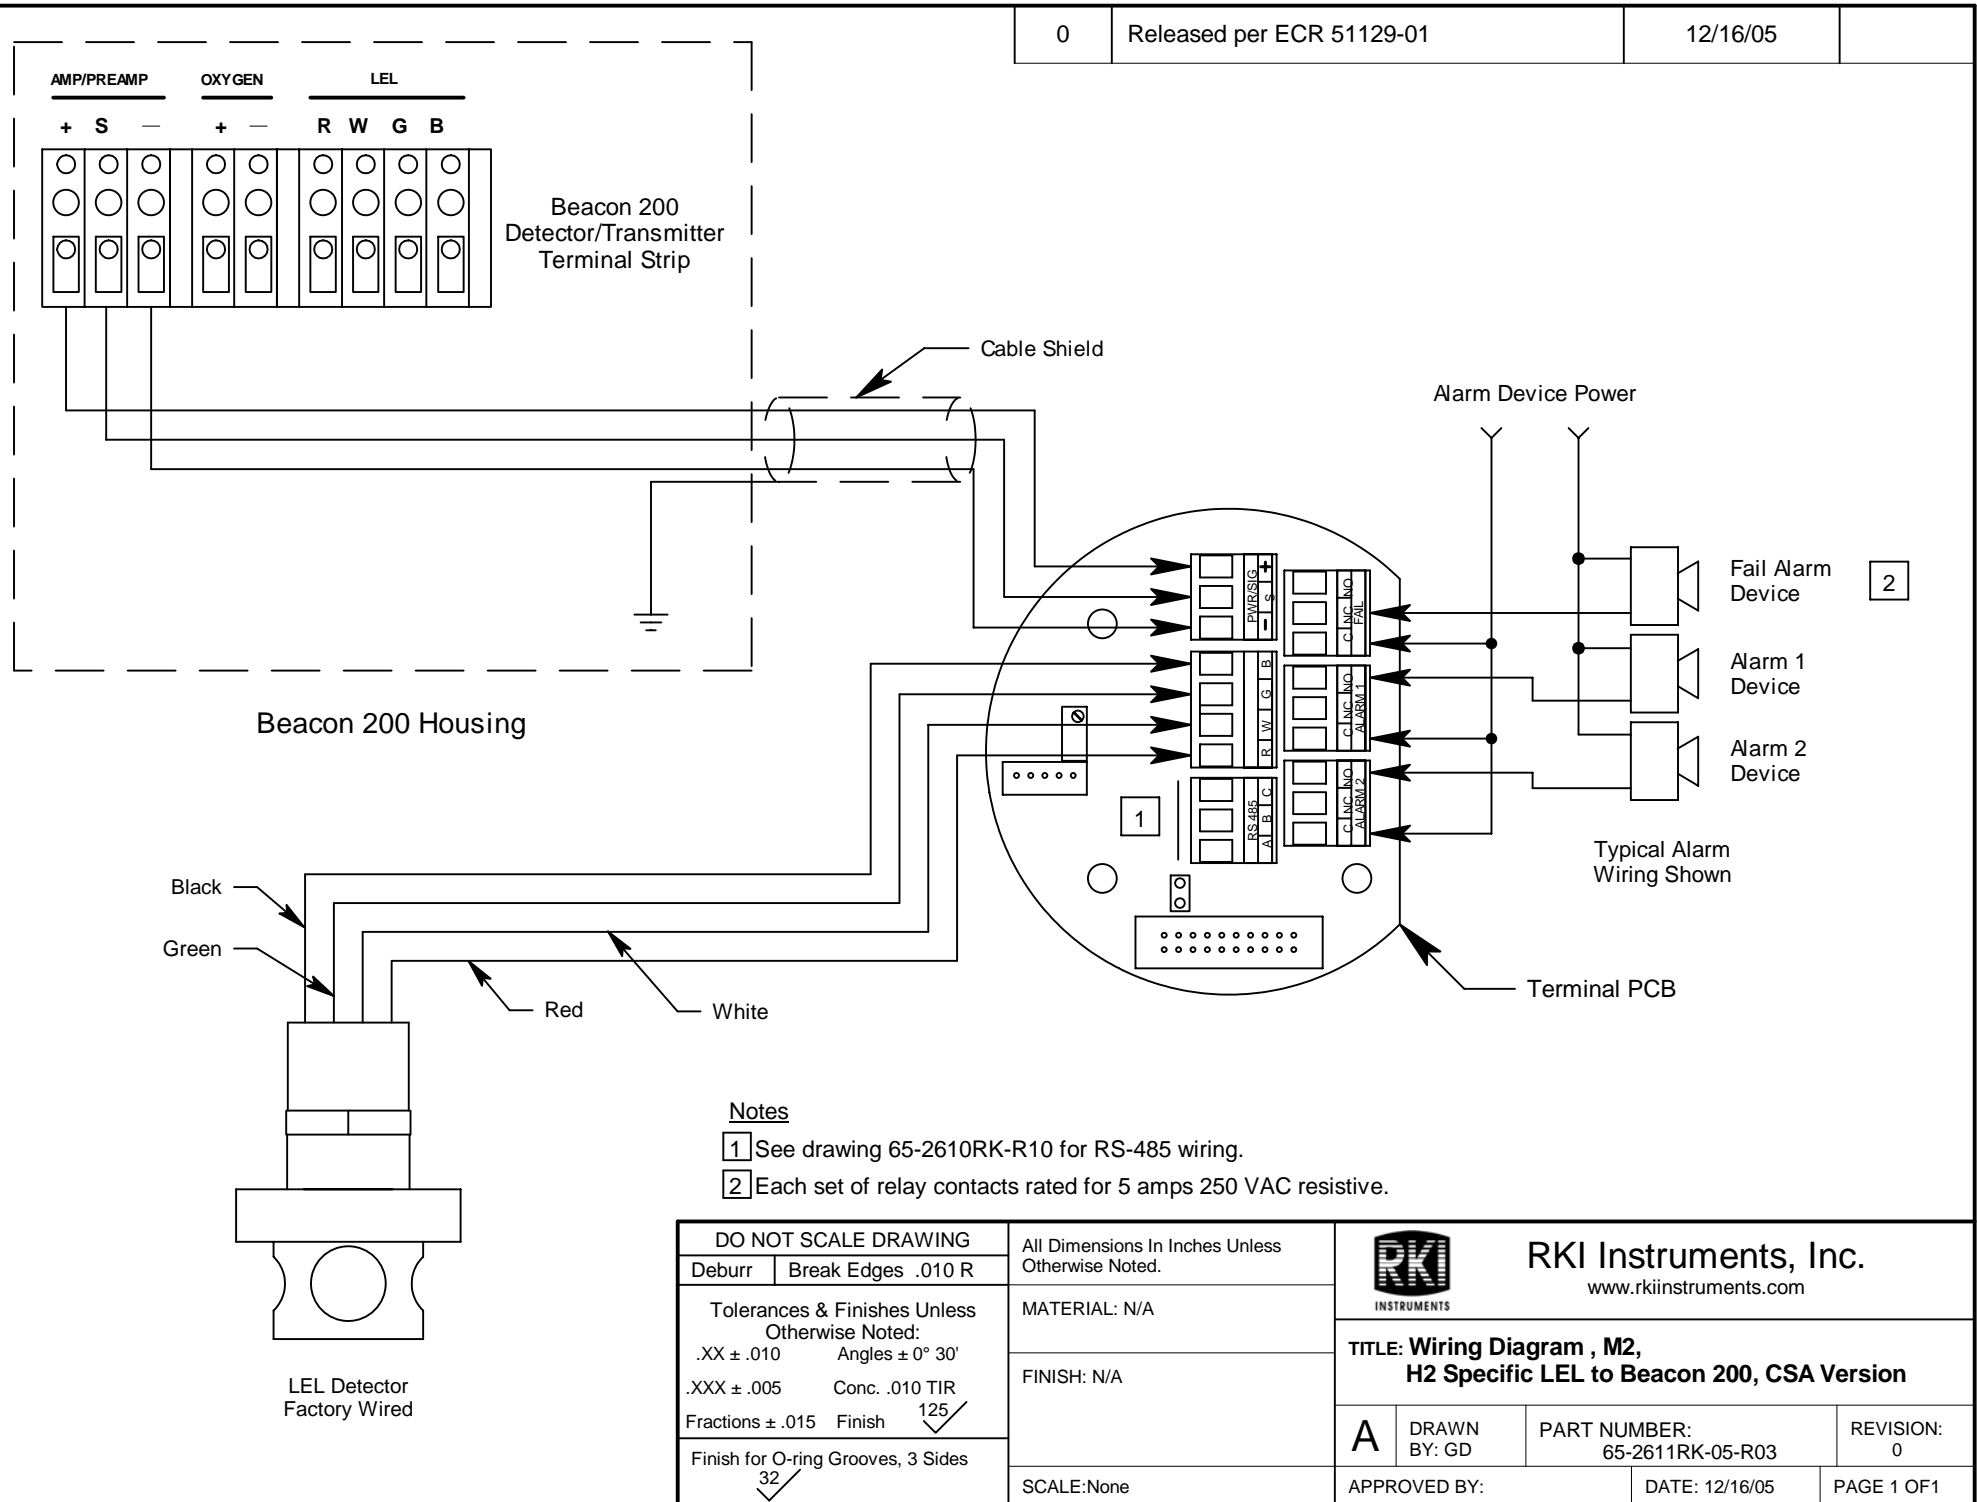 0
Released per ECR 51129-01
12/16/05
AMP/PREAMP
OXYGEN
LEL
+ S —
+ —
R W G B
Beacon 200
Detector/Transmitter
Terminal Strip
Cable Shield
Alarm Device Power
PWR/SIG
+ S -
B G W R
RS 485
A B C
NO NC C
FAIL
NO NC C
ALARM 1
NO NC C
ALARM 2
Fail Alarm
Device
2
Alarm 1
Device
Alarm 2
Device
Typical Alarm
Wiring Shown
1
Beacon 200 Housing
Black
Green
Red
White
Terminal PCB
LEL Detector
Factory Wired
Notes
1 See drawing 65-2610RK-R10 for RS-485 wiring.
2 Each set of relay contacts rated for 5 amps 250 VAC resistive.
DO NOT SCALE DRAWING
Deburr
Break Edges .010 R
Tolerances & Finishes Unless
Otherwise Noted:
.XX ± .010
Angles ± 0° 30'
.XXX ± .005
Conc. .010 TIR
Fractions ± .015
Finish
125
Finish for O-ring Grooves, 3 Sides
32
All Dimensions In Inches Unless
Otherwise Noted.
MATERIAL: N/A
FINISH: N/A
SCALE:None
RKI
INSTRUMENTS
RKI Instruments, Inc.
www.rkiinstruments.com
TITLE: Wiring Diagram , M2,
H2 Specific LEL to Beacon 200, CSA Version
A
DRAWN
BY: GD
PART NUMBER:
65-2611RK-05-R03
REVISION:
0
APPROVED BY:
DATE: 12/16/05
PAGE 1 OF1